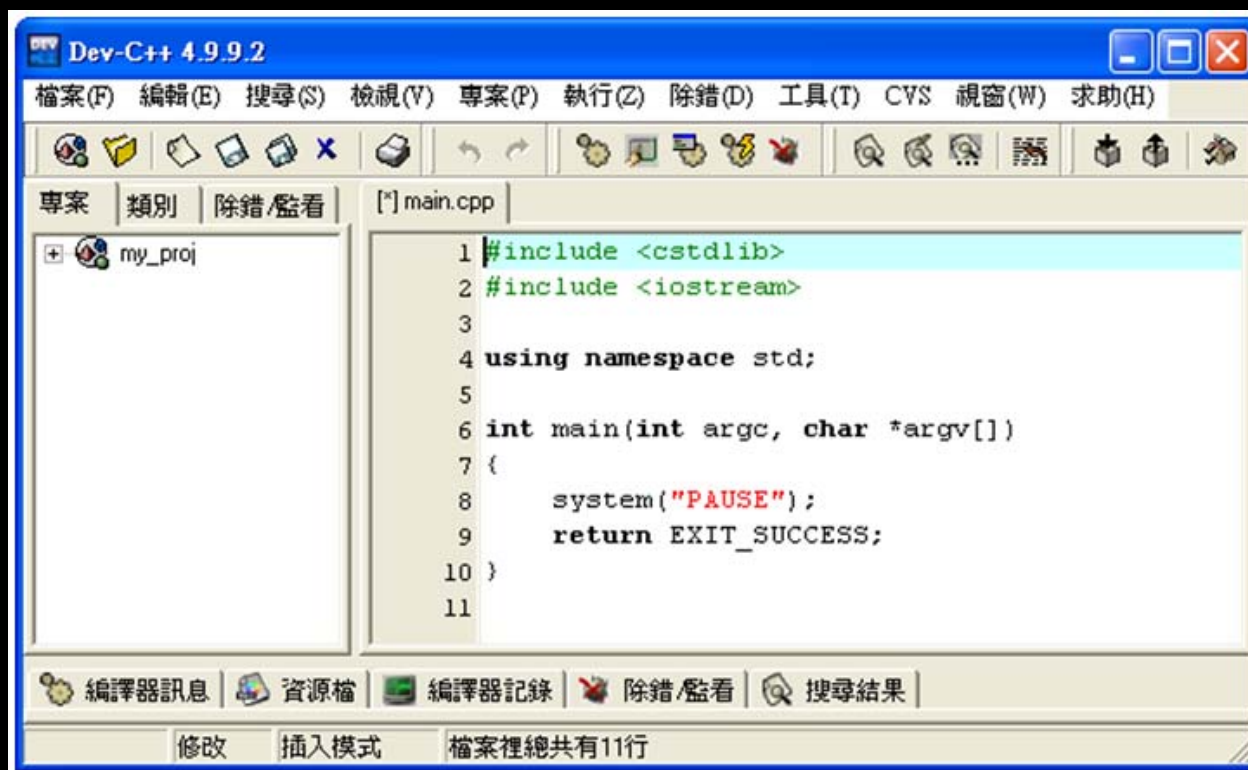 Dev-C++ 4.9.9.2
檔案(F) 編輯(E) 搜尋(S) 檢視(V) 專案(P) 執行(Z) 除錯(D) 工具(T) CVS 視窗(W) 求助(H)
專案 類別 除錯/監看 [*] main.cpp
my_proj
1 #include <cstdlib>
2 #include <iostream>
3
4 using namespace std;
5
6 int main(int argc, char *argv[])
7 {
8     system("PAUSE");
9     return EXIT_SUCCESS;
10 }
11
編譯器訊息 資源檔 編譯器記錄 除錯/監看 搜尋結果
修改 插入模式 檔案裡總共有11行